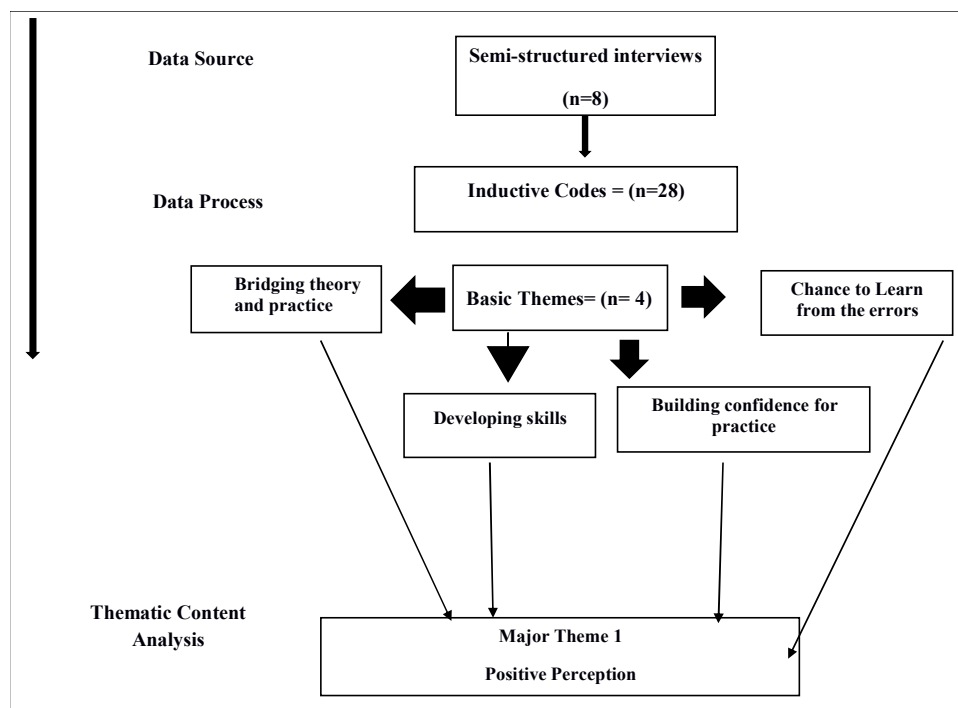 Data Source
Semi-structured interviews
(n=8)
Data Process
Inductive Codes = (n=28)
Bridging theory
and practice
Basic Themes= (n= 4)
Chance to Learn
from the errors
Developing skills
Building confidence for
practice
Thematic Content
Analysis
Major Theme 1
Positive Perception